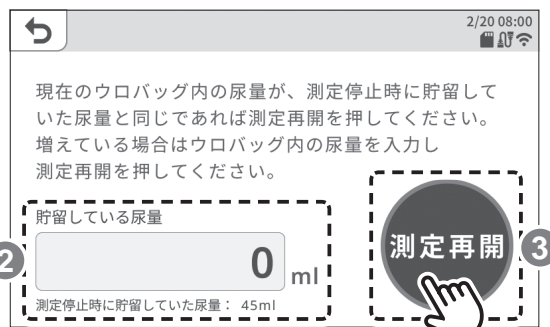 2/20 08:00
現在のウロバッグ内の尿量が、測定停止時に貯留して
いた尿量と同じであれば測定再開を押してください。
増えている場合はウロバッグ内の尿量を入力し
測定再開を押してください。
貯留している尿量
2
0 ml
測定停止時に貯留していた尿量： 45ml
測定再開
3